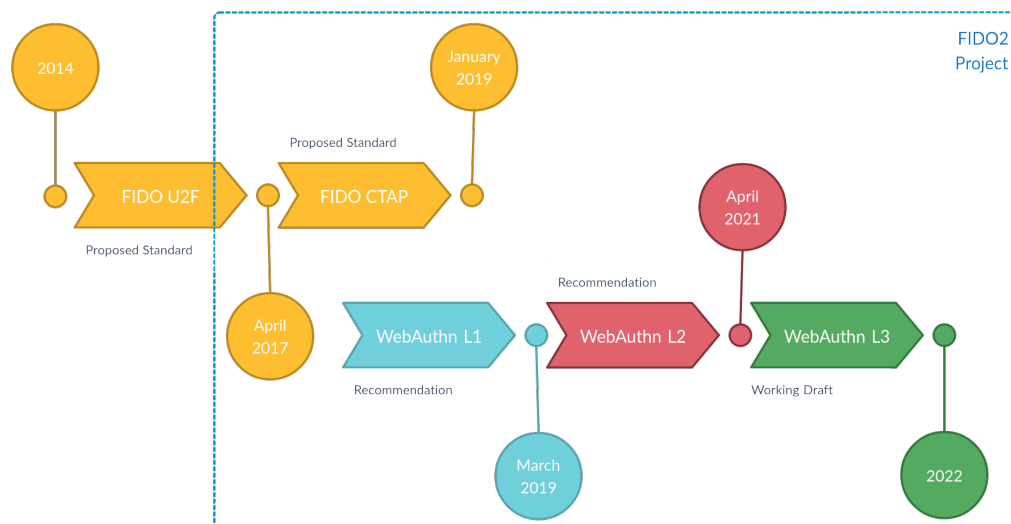 FIDO2
Project
2014
January
2019
Proposed Standard
FIDO U2F
FIDO CTAP
Proposed Standard
April
2017
April
2021
Recommendation
WebAuthn L1
WebAuthn L2
WebAuthn L3
Recommendation
Working Draft
March
2019
2022